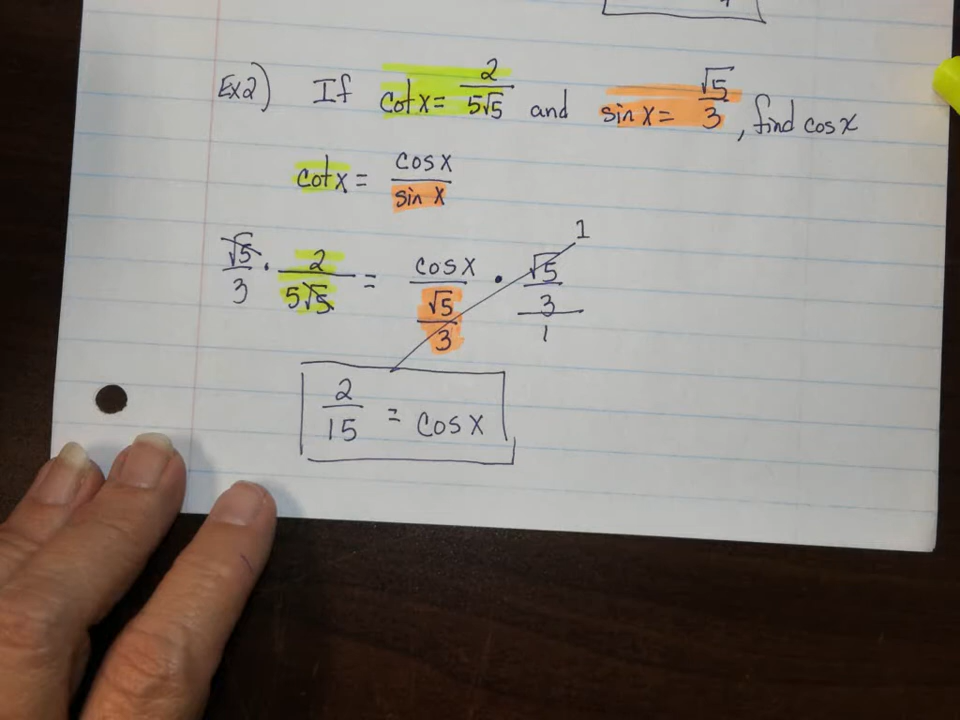 Ex2) If cot x = 2/5√5 and sin x = √5/3, find cos x
cot x = cos x/sin x
√5/3 · 2/5√5 = cos x/(√5/3) · (√5/3)/1 1
2/15 = cos x